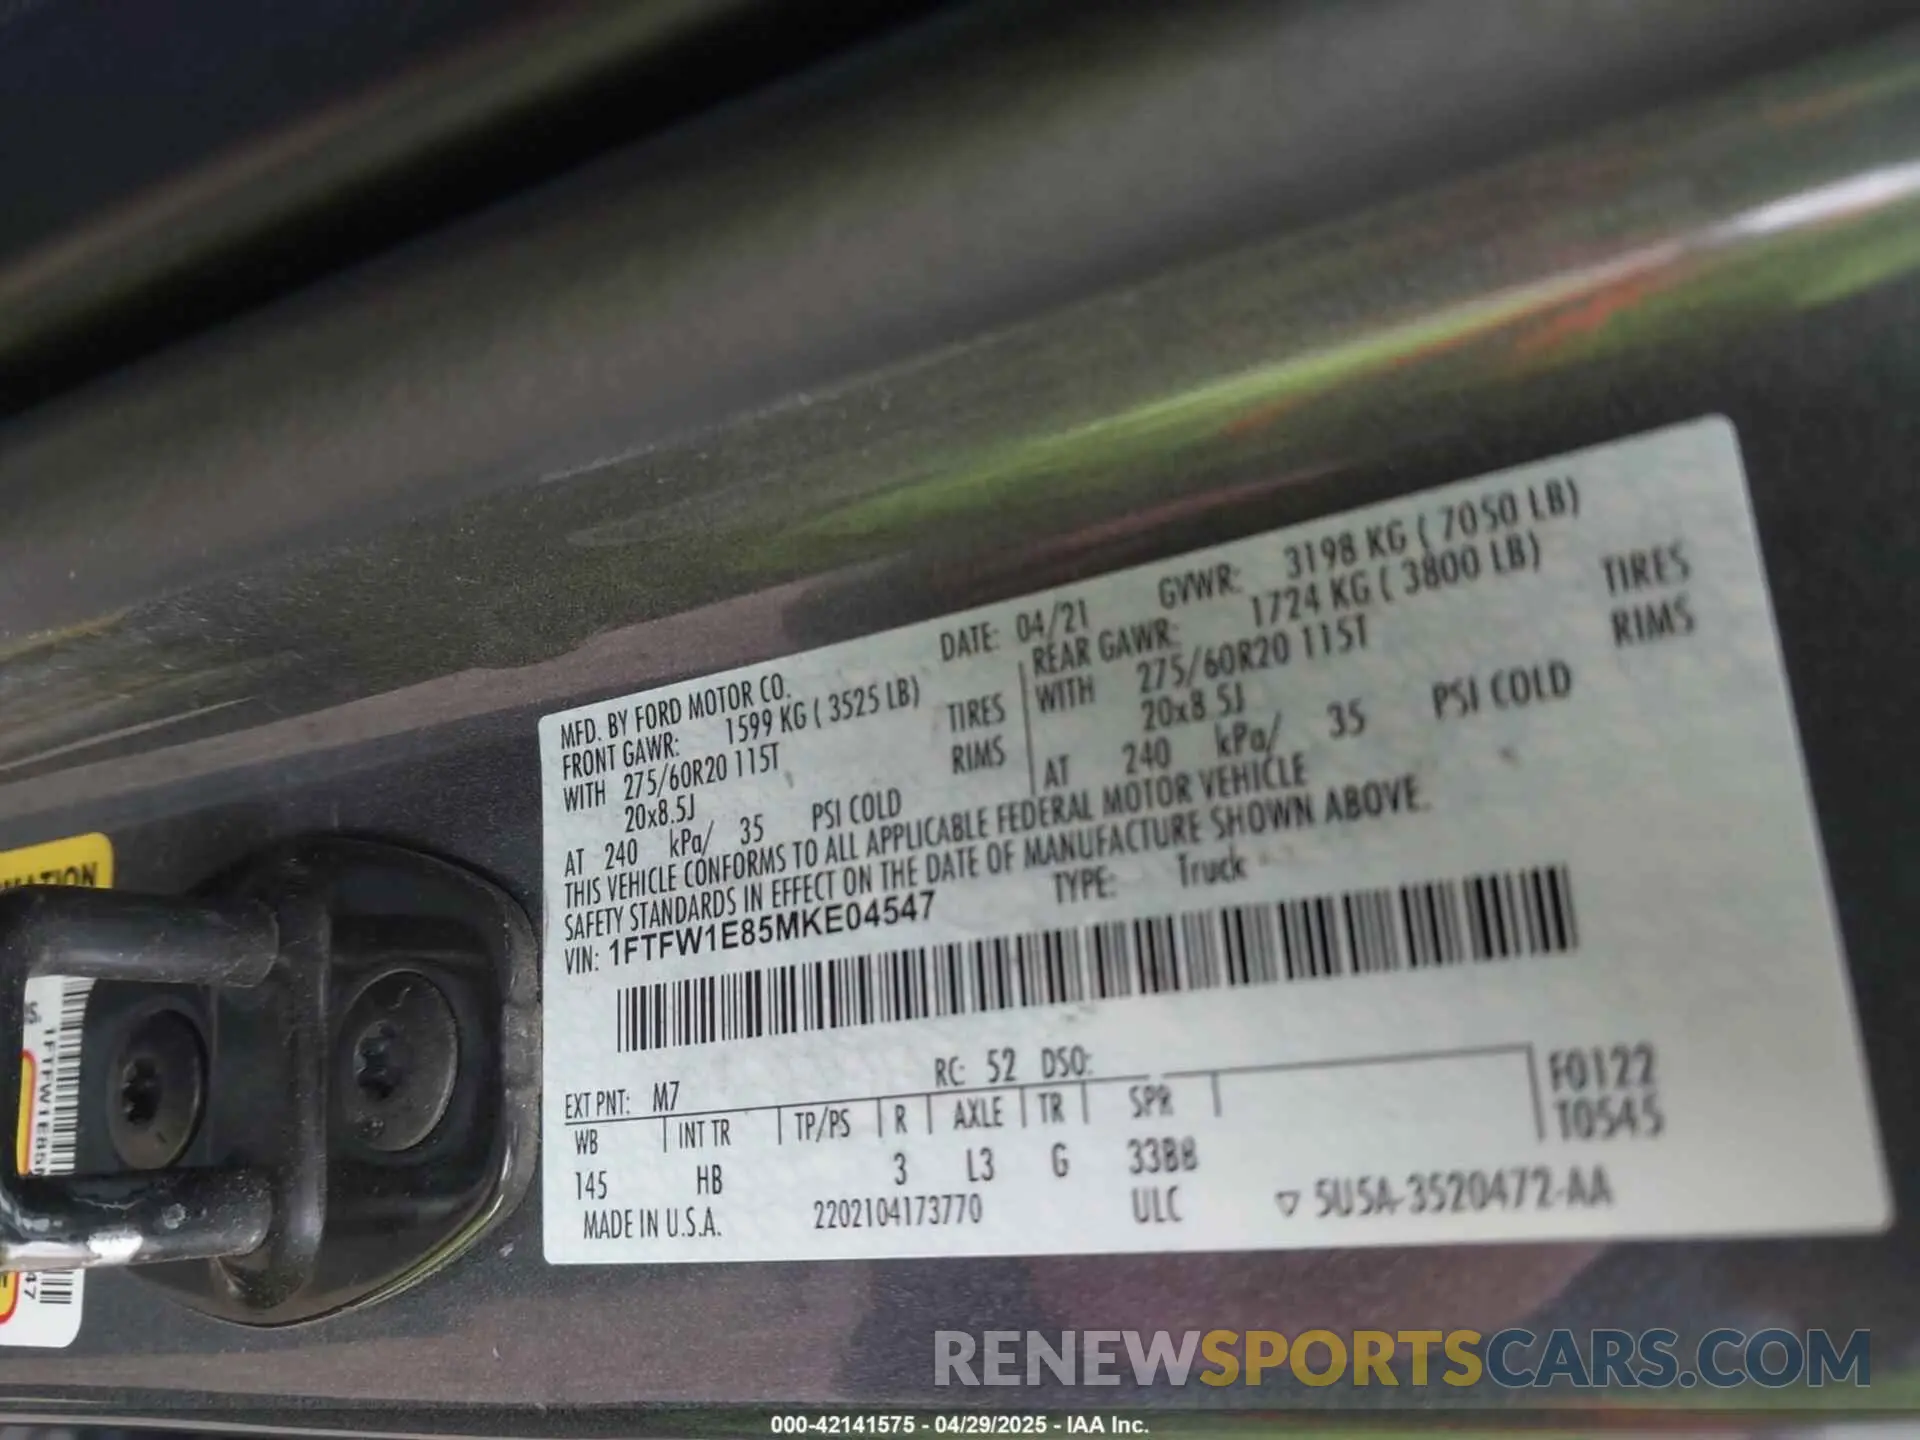 MFD. BY FORD MOTOR CO.
DATE: 04/21
GVWR: 3198 KG ( 7050 LB)
FRONT GAWR: 1599 KG ( 3525 LB)
REAR GAWR: 1724 KG ( 3800 LB)
WITH 275/60R20 115T TIRES
WITH 275/60R20 115T TIRES
20x8.5J RIMS
20x8.5J RIMS
AT 240 kPa/ 35 PSI COLD
AT 240 kPa/ 35 PSI COLD
THIS VEHICLE CONFORMS TO ALL APPLICABLE FEDERAL MOTOR VEHICLE
SAFETY STANDARDS IN EFFECT ON THE DATE OF MANUFACTURE SHOWN ABOVE.
VIN: 1FTFW1E85MKE04547
TYPE: Truck
EXT PNT: M7 RC: 52 DSO:
WB INT TR TP/PS R AXLE TR SPR
145 HB 3 L3 G 33BB
F0122
T0545
MADE IN U.S.A. 2202104173770 ULC ▽ 5U5A-3520472-AA
1FTFW1E85
47
RENEWSPORTSCARS.COM
000-42141575 - 04/29/2025 - IAA Inc.